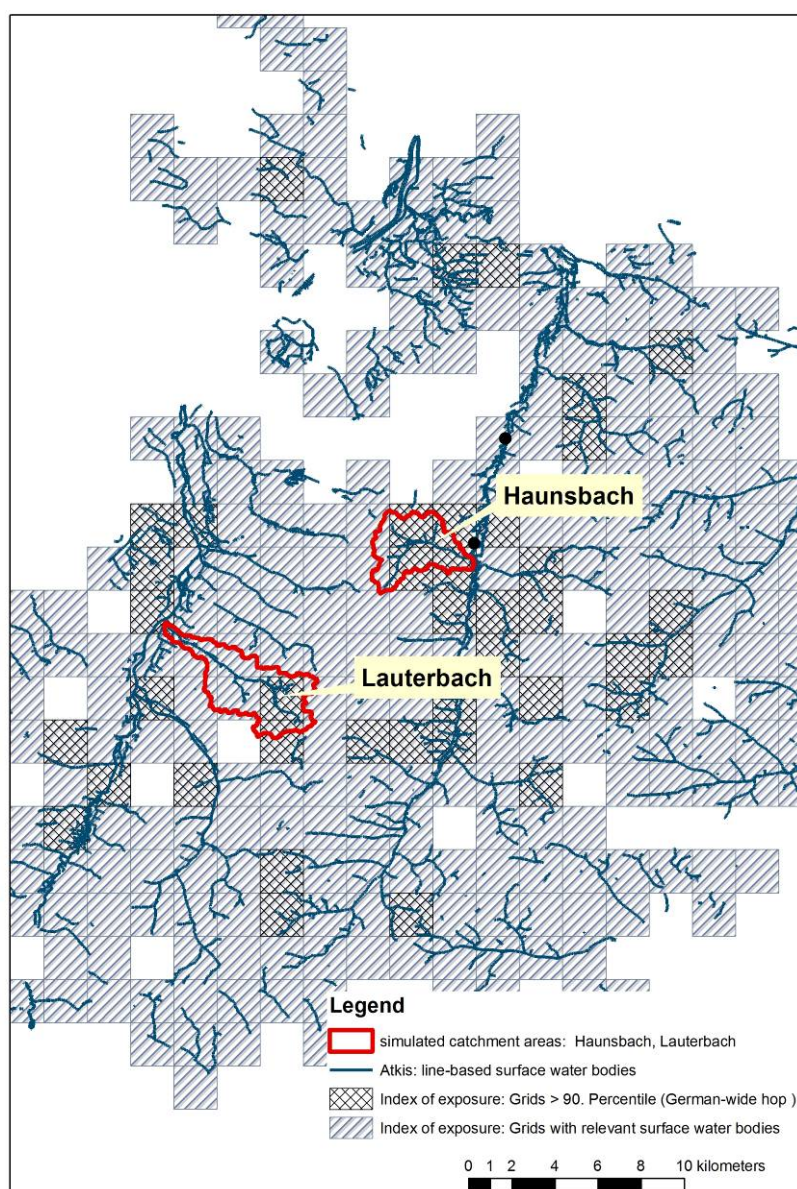 Haunsbach
Lauterbach
Legend
simulated catchment areas: Haunsbach, Lauterbach
Atkis: line-based surface water bodies
Index of exposure: Grids > 90. Percentile (German-wide hop )
Index of exposure: Grids with relevant surface water bodies
0 1 2 4 6 8 10 kilometers